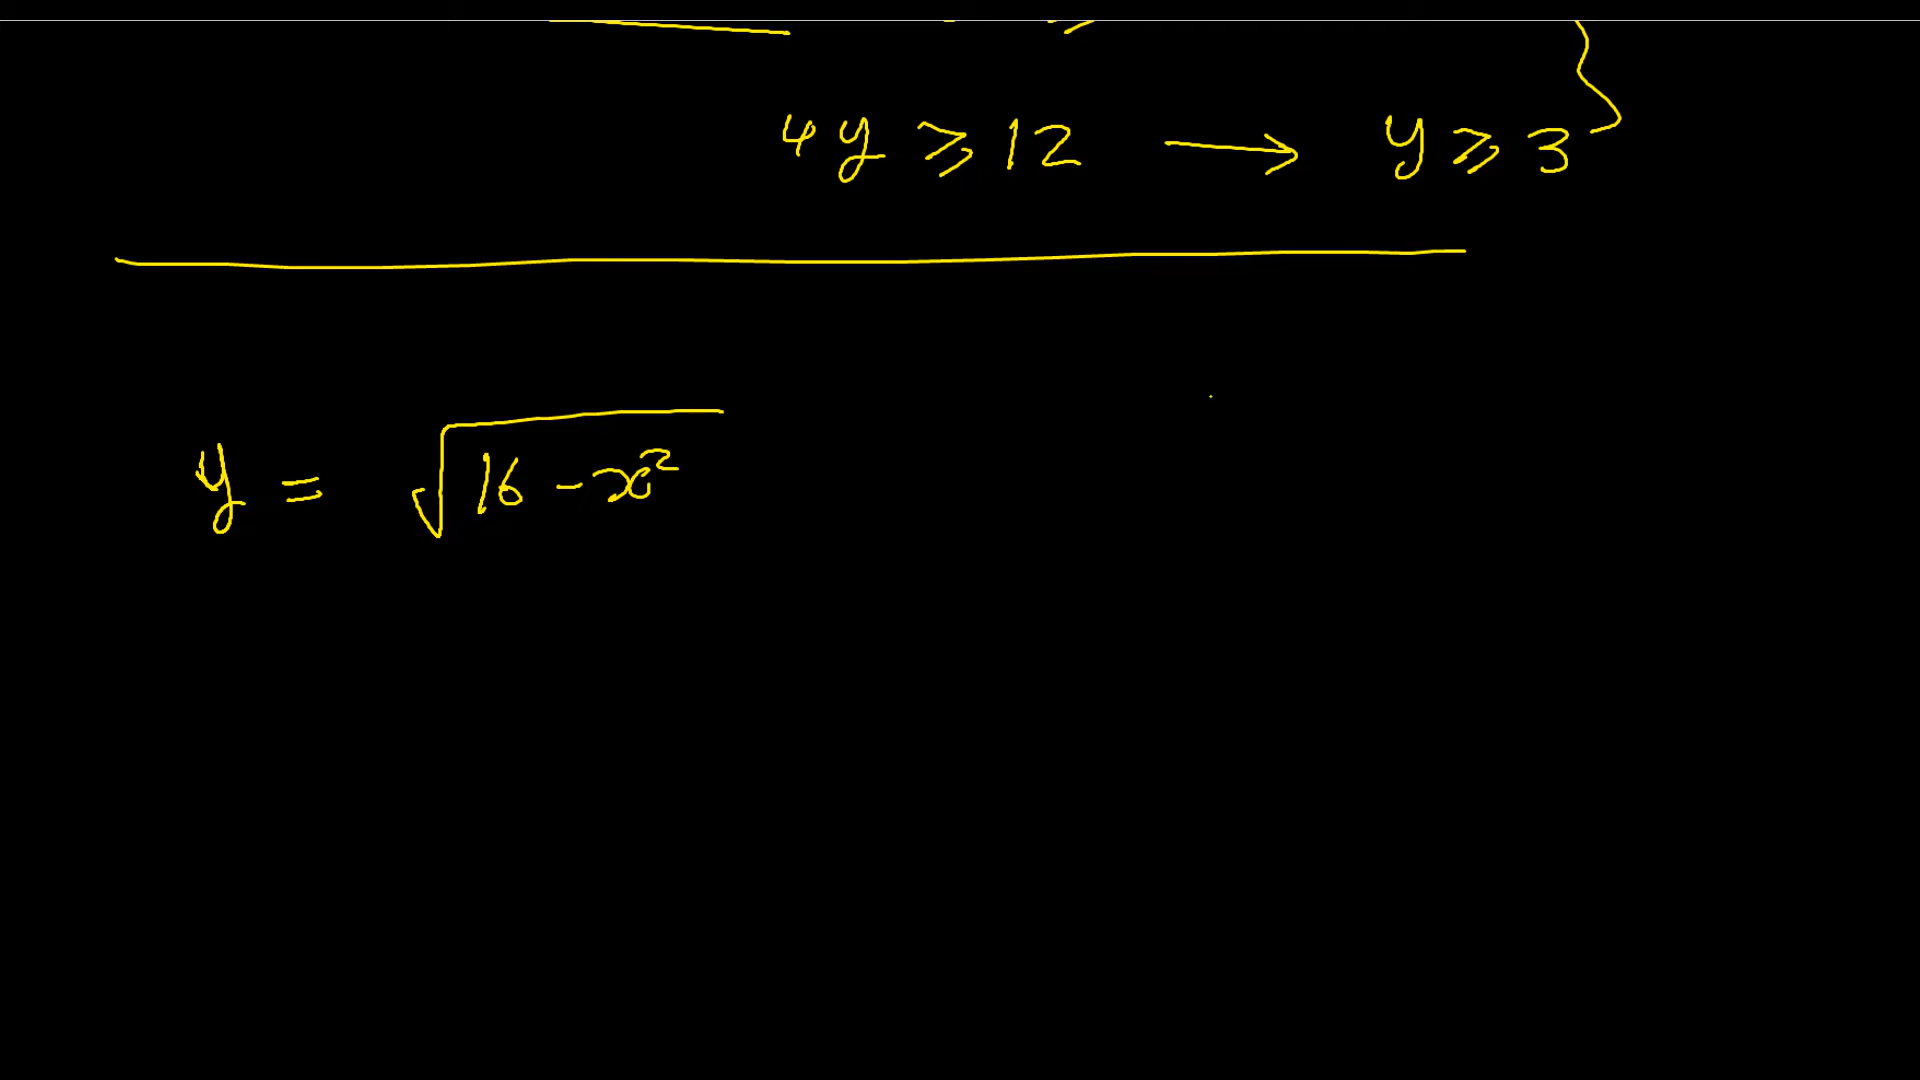 4y ⩾ 12 → y ⩾ 3
y = √(16 - x²)